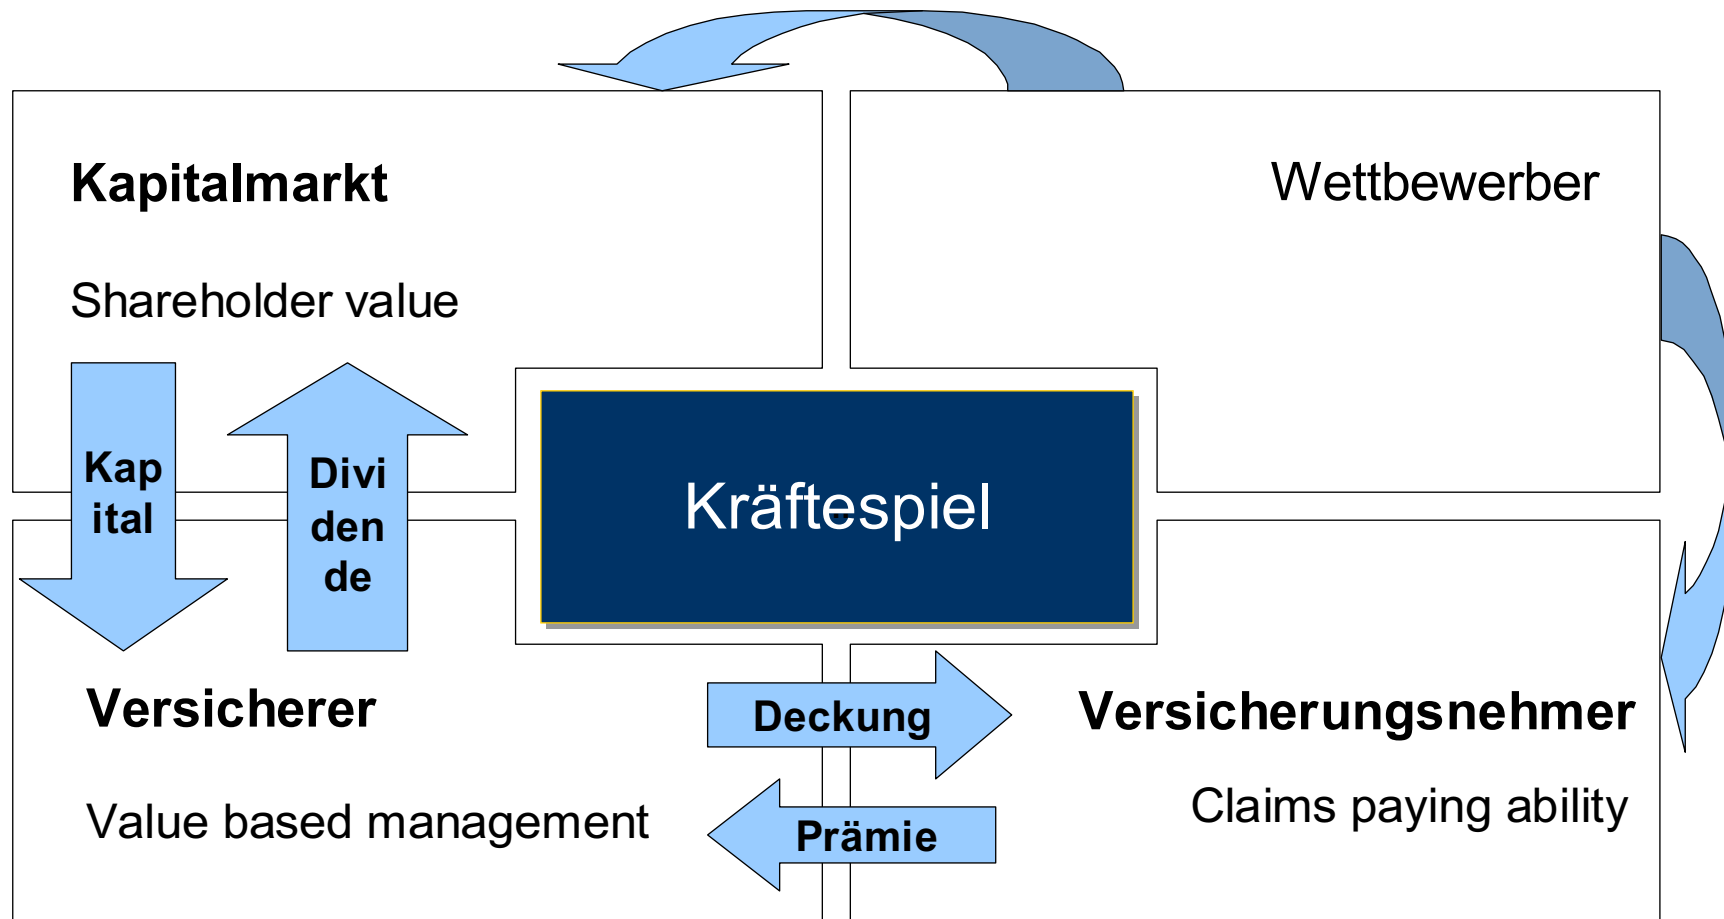 Kapitalmarkt
Wettbewerber
Shareholder value
Kap
ital
Divi
den
de
Kräftespiel
Versicherer
Deckung
Versicherungsnehmer
Value based management
Prämie
Claims paying ability